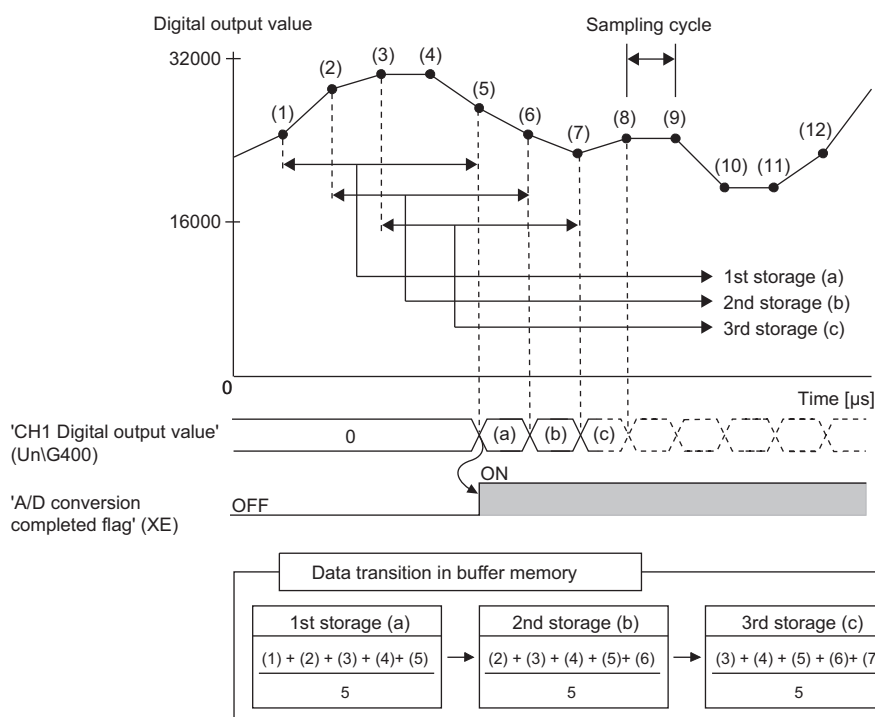 Digital output value
Sampling cycle
32000
(1)
(2)
(3)
(4)
(5)
(6)
(7)
(8)
(9)
(10)
(11)
(12)
16000
1st storage (a)
2nd storage (b)
3rd storage (c)
0
Time [μs]
'CH1 Digital output value'
(Un\G400)
0
(a)
(b)
(c)
ON
'A/D conversion
completed flag' (XE)
OFF
Data transition in buffer memory
1st storage (a)
(1) + (2) + (3) + (4)+ (5)
5
2nd storage (b)
(2) + (3) + (4) + (5)+ (6)
5
3rd storage (c)
(3) + (4) + (5) + (6)+ (7
5